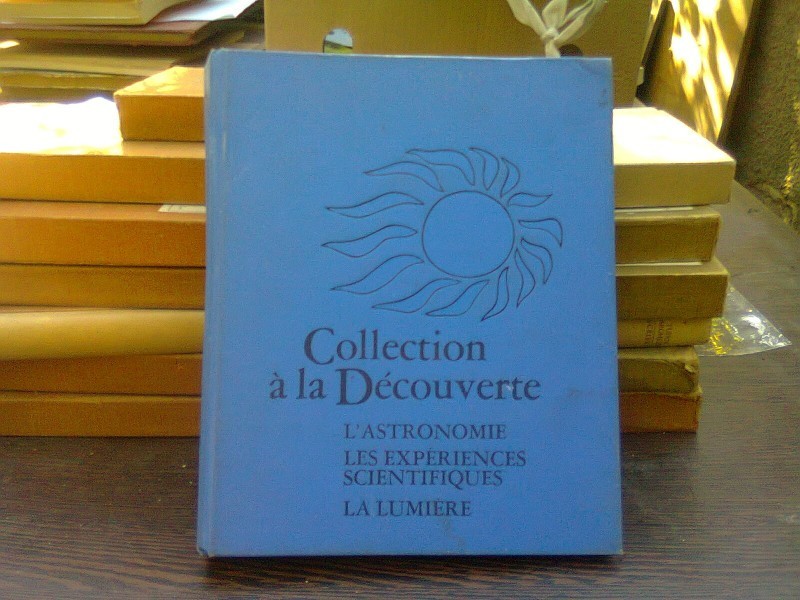 Collection
à la Découverte
L'ASTRONOMIE
LES EXPÉRIENCES
SCIENTIFIQUES
LA LUMIÈRE